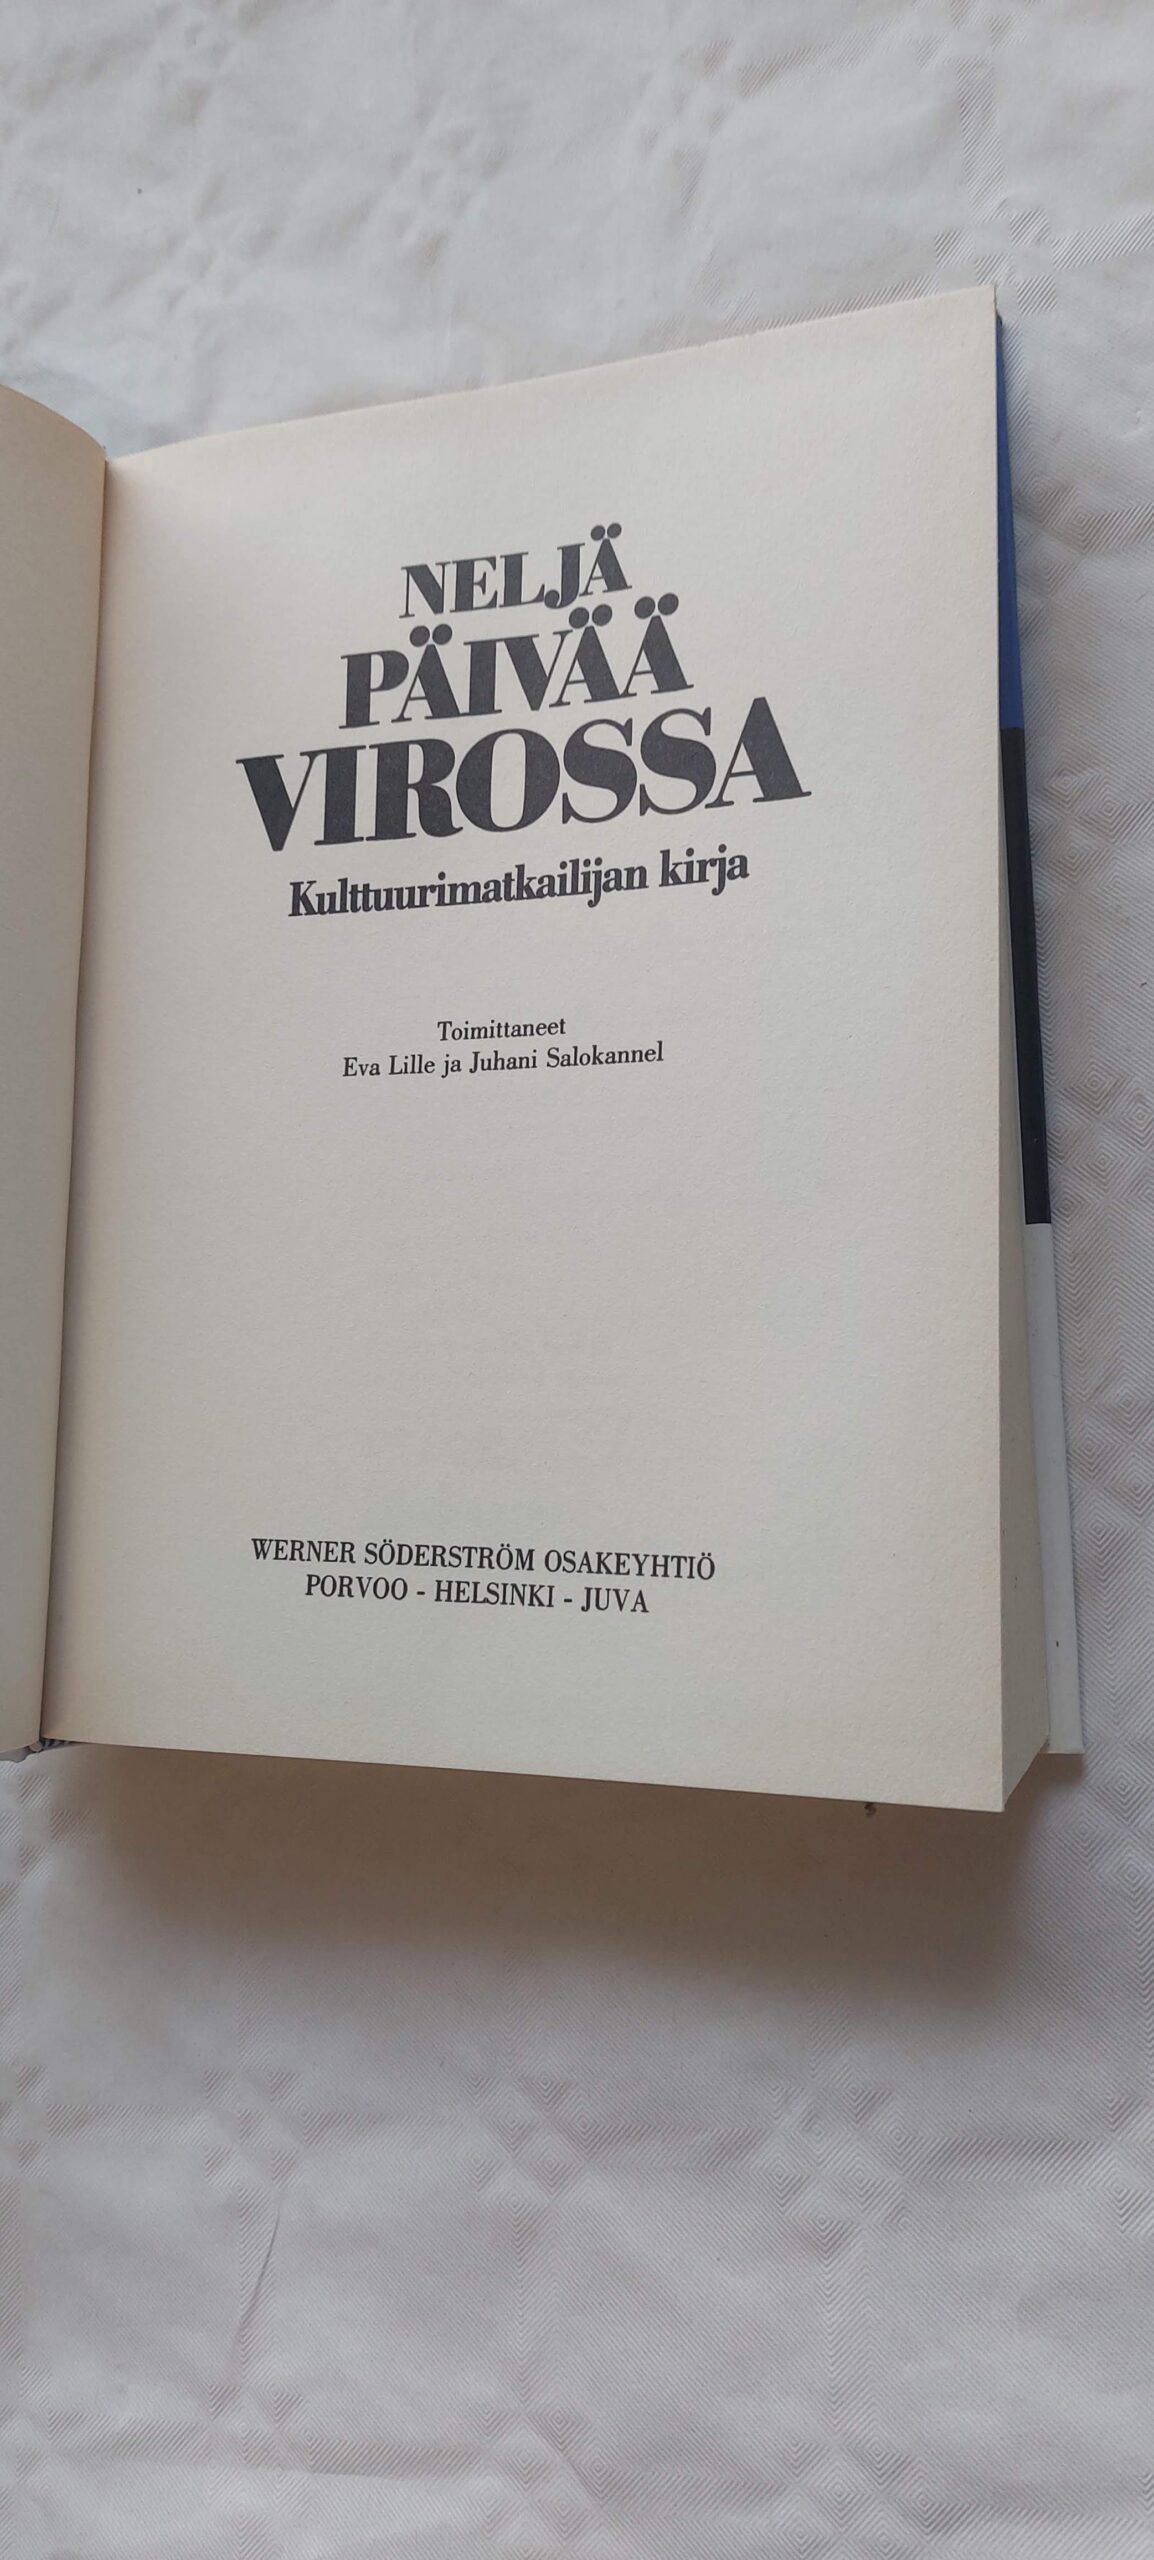 NELJÄ
PÄIVÄÄ
VIROSSA
Kulttuurimatkailijan kirja
Toimittaneet
Eva Lille ja Juhani Salokannel
WERNER SÖDERSTRÖM OSAKEYHTIÖ
PORVOO - HELSINKI - JUVA